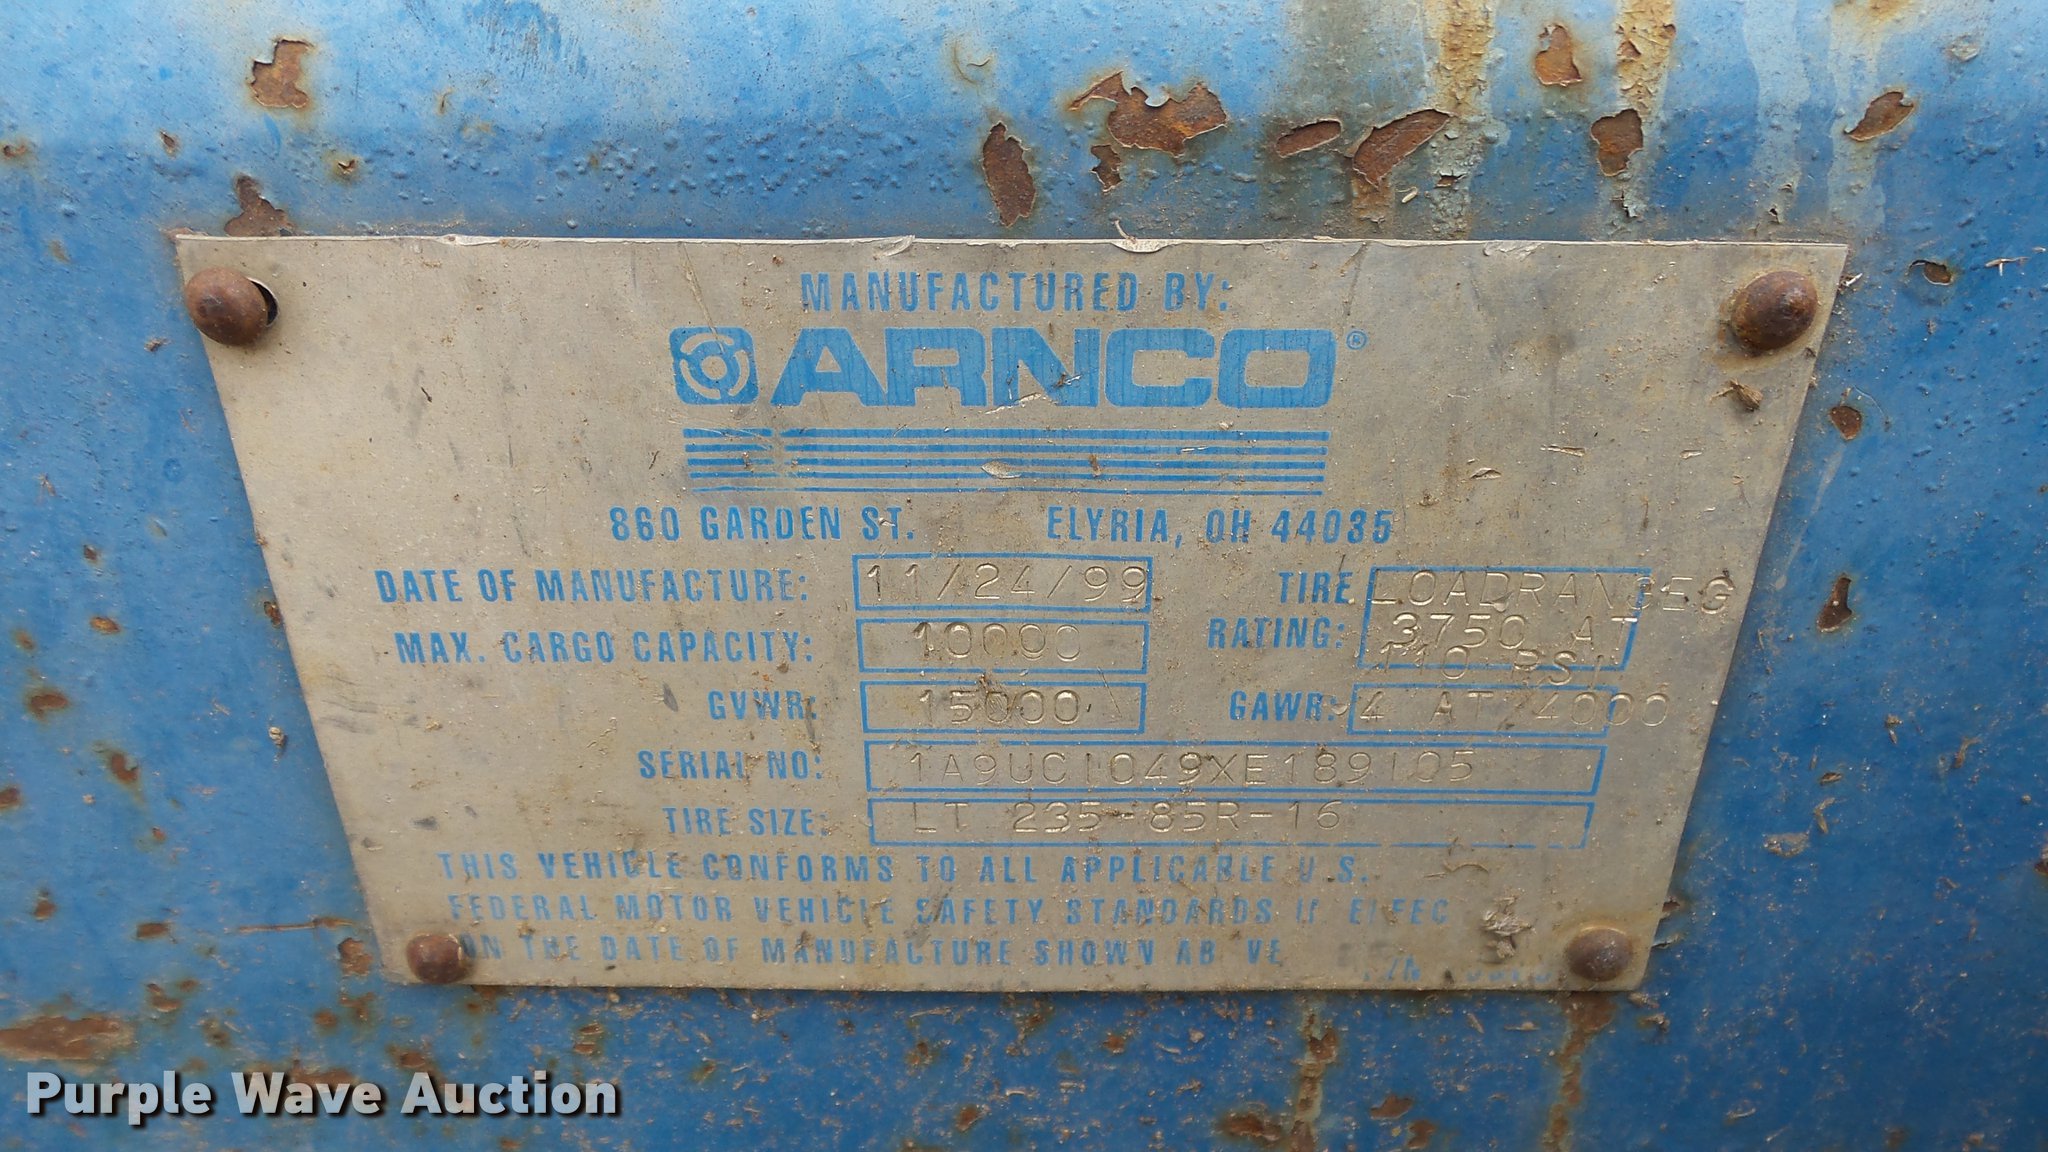 MANUFACTURED BY:
ARNCO®
860 GARDEN ST. ELYRIA, OH 44035
DATE OF MANUFACTURE: 11/24/99
TIRE RATING: LOADRANGEG
3750 AT
110 PSI
MAX. CARGO CAPACITY: 10000
GVWR: 15000
GAWR: 4 AT 4000
SERIAL NO: 1A9UC1049XE189105
TIRE SIZE: LT 235-85R-16
THIS VEHICLE CONFORMS TO ALL APPLICABLE U.S.
FEDERAL MOTOR VEHICLE SAFETY STANDARDS
ON THE DATE OF MANUFACTURE SHOWN
Purple Wave Auction